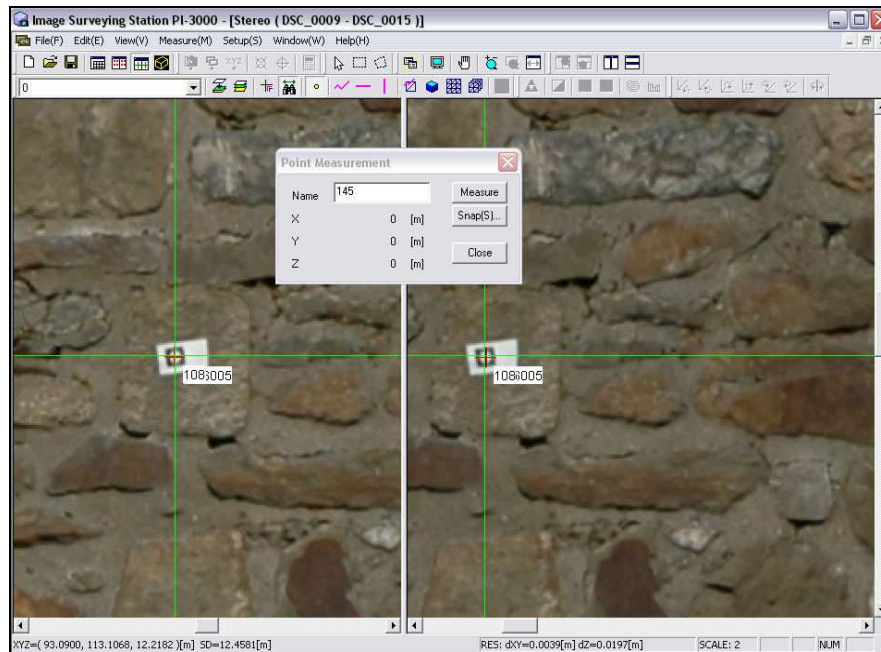 Image Surveying Station PI-3000 - [Stereo ( DSC_0009 - DSC_0015 )]
File(F) Edit(E) View(V) Measure(M) Setup(S) Window(W) Help(H)
XYZ
0
Point Measurement
Name 145 Measure
X 0 [m] Snap(S)...
Y 0 [m]
Z 0 [m] Close
XYZ=( 93.0900, 113.1068, 12.2182 )[m] SD=12.4581[m] RES: dXY=0.0039[m] dZ=0.0197[m] SCALE: 2 NUM